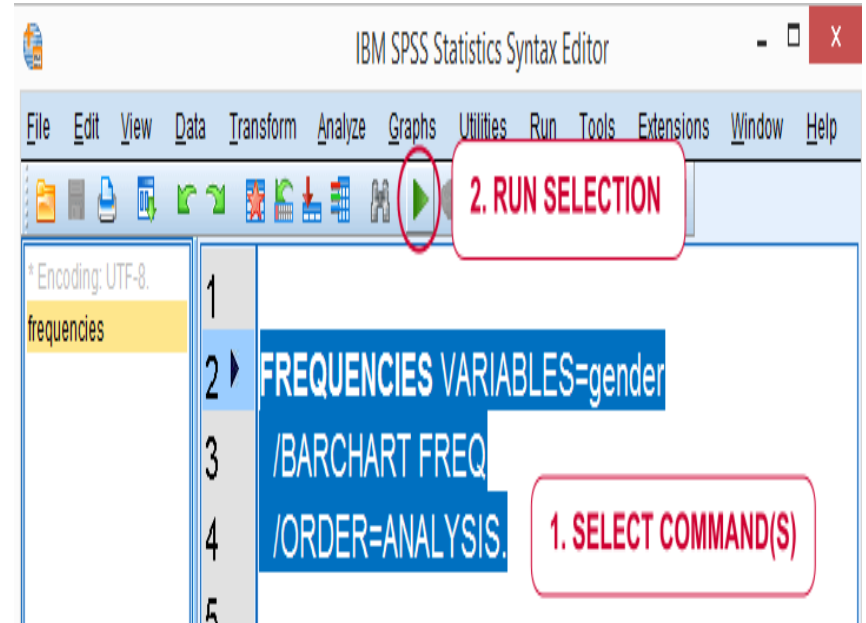 IBM SPSS Statistics Syntax Editor
X
File Edit View Data Transform Analyze Graphs Utilities Run Tools Extensions Window Help
2. RUN SELECTION
* Encoding: UTF-8.
frequencies
1
2 FREQUENCIES VARIABLES=gender
3 /BARCHART FREQ
4 /ORDER=ANALYSIS.
1. SELECT COMMAND(S)
5